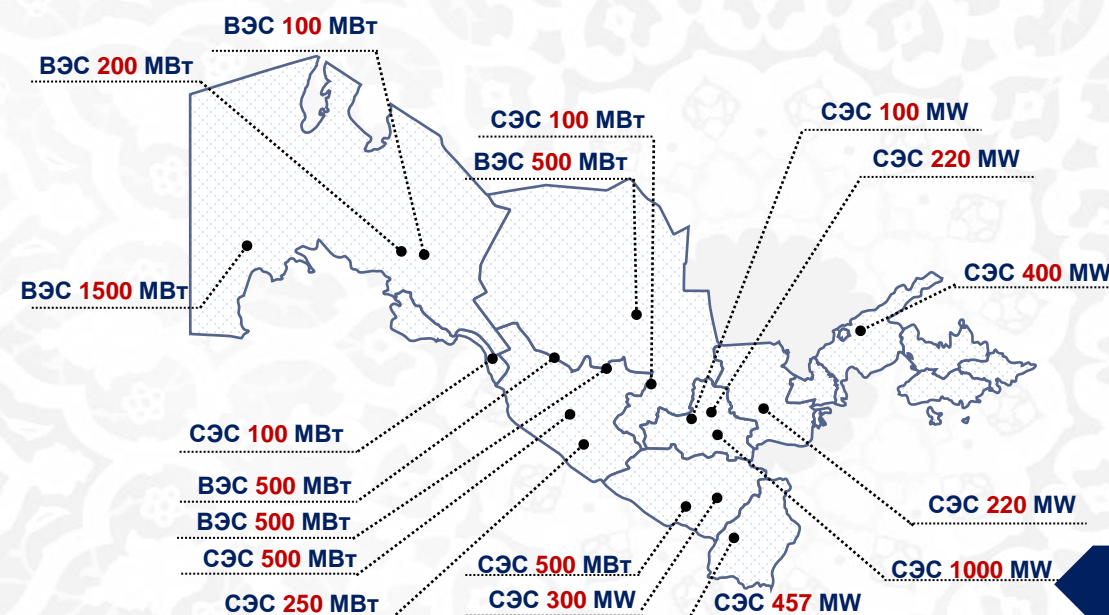 ВЭС 100 МВт
ВЭС 200 МВт
СЭС 100 МВт
СЭС 100 MW
ВЭС 500 МВт
СЭС 220 MW
СЭС 400 MW
ВЭС 1500 МВт
СЭС 100 МВт
ВЭС 500 МВт
СЭС 220 MW
ВЭС 500 МВт
СЭС 500 МВт
СЭС 500 МВт
СЭС 1000 MW
СЭС 250 МВт
СЭС 300 MW
СЭС 457 MW